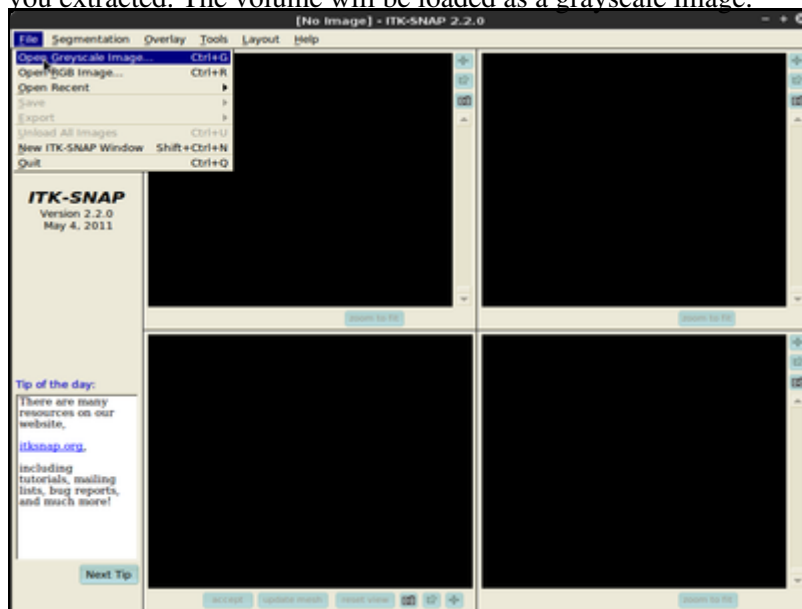 you extracted. The volume will be loaded as a grayscale image.
[No Image] - ITK-SNAP 2.2.0
File Segmentation Overlay Tools Layout Help
Open Greyscale Image... Ctrl+G
Open RGB Image... Ctrl+R
Open Recent
Save
Export
Unload All Images Ctrl+U
New ITK-SNAP Window Shift+Ctrl+N
Quit Ctrl+Q
ITK-SNAP
Version 2.2.0
May 4, 2011
zoom to fit
zoom to fit
Tip of the day:
There are many
resources on our
website,
itksnap.org,
including
tutorials, mailing
lists, bug reports,
and much more!
Next Tip
accept update mesh reset view
zoom to fit